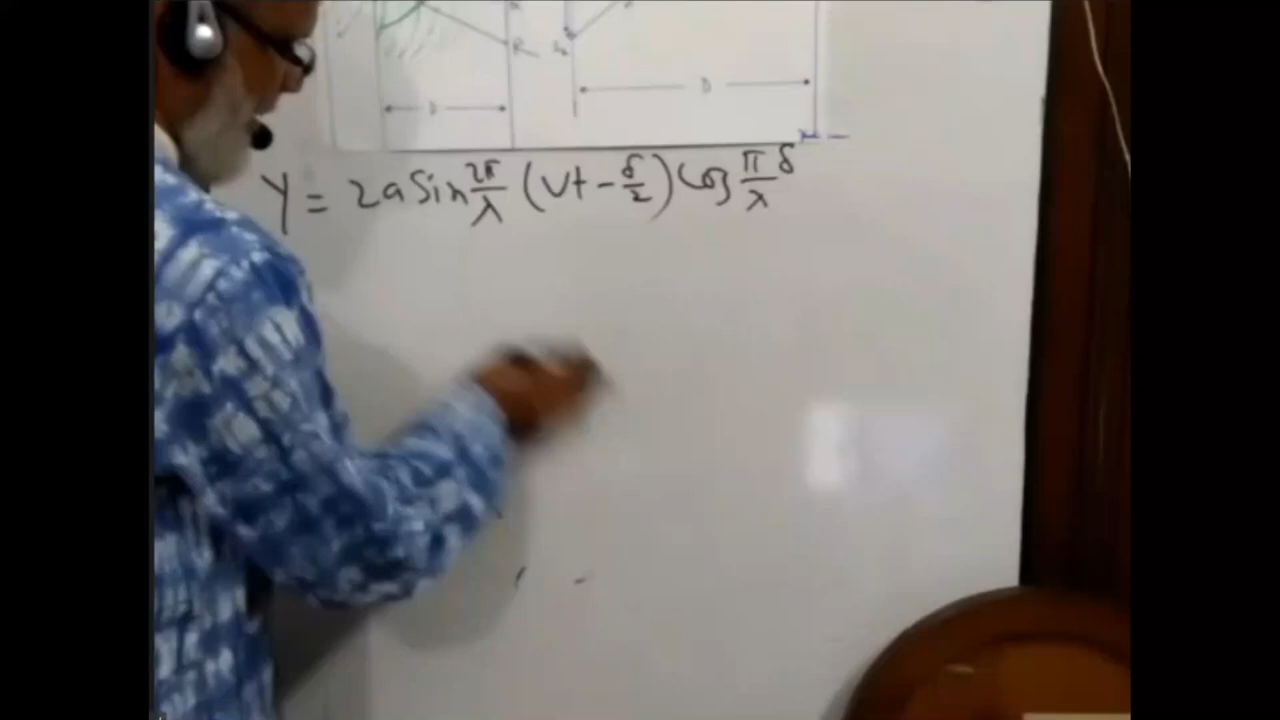 D R D
Y = 2a Sin 2π/λ (Vt - δ/2) Cos π/λ δ